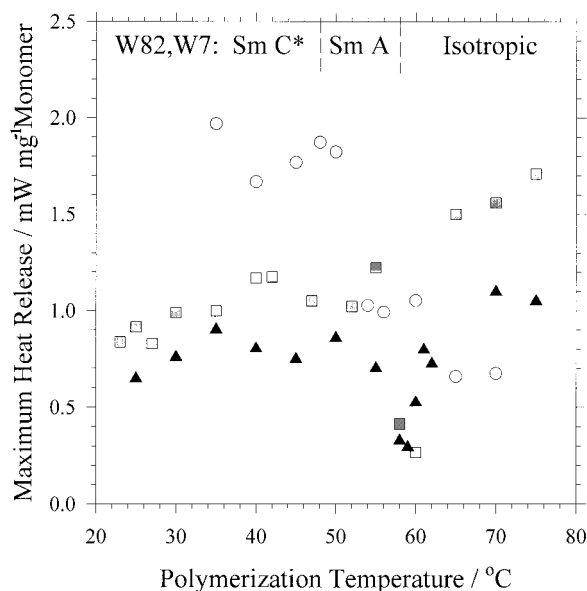 W82,W7: Sm C* Sm A Isotropic
2.5
2.0
1.5
1.0
0.5
0.0
20 30 40 50 60 70 80
Maximum Heat Release / mW mg⁻¹Monomer
Polymerization Temperature / °C